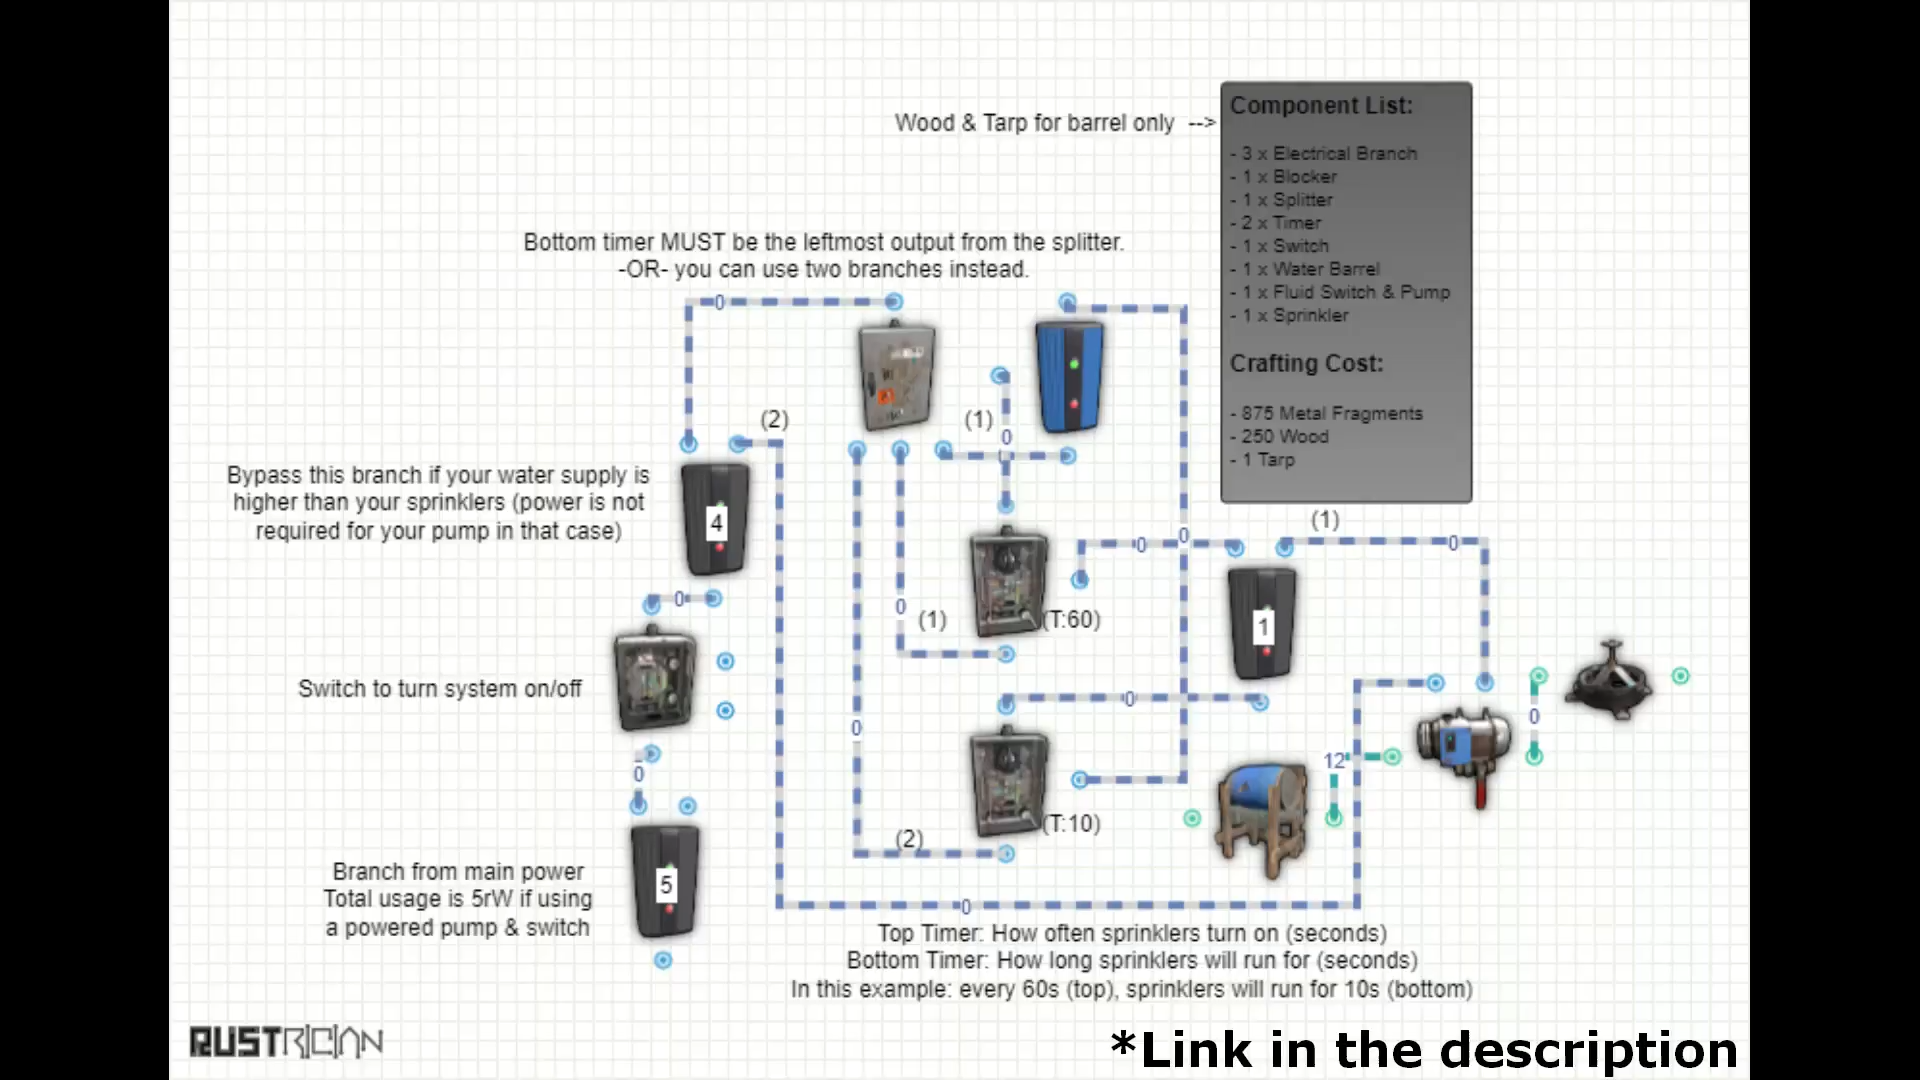 Wood & Tarp for barrel only -->
Component List:
- 3 x Electrical Branch
- 1 x Blocker
- 1 x Splitter
- 2 x Timer
- 1 x Switch
- 1 x Water Barrel
- 1 x Fluid Switch & Pump
- 1 x Sprinkler
Crafting Cost:
- 875 Metal Fragments
- 250 Wood
- 1 Tarp
Bottom timer MUST be the leftmost output from the splitter.
-OR- you can use two branches instead.
0
(2)
(1)
0
Bypass this branch if your water supply is
higher than your sprinklers (power is not
required for your pump in that case)
4
(1)
0
0
0
0
0
(1)
(T:60)
1
Switch to turn system on/off
0
0
0
0
12
(2)
(T:10)
Branch from main power
Total usage is 5rW if using
a powered pump & switch
5
0
Top Timer: How often sprinklers turn on (seconds)
Bottom Timer: How long sprinklers will run for (seconds)
In this example: every 60s (top), sprinklers will run for 10s (bottom)
RUSTRICIAN
*Link in the description